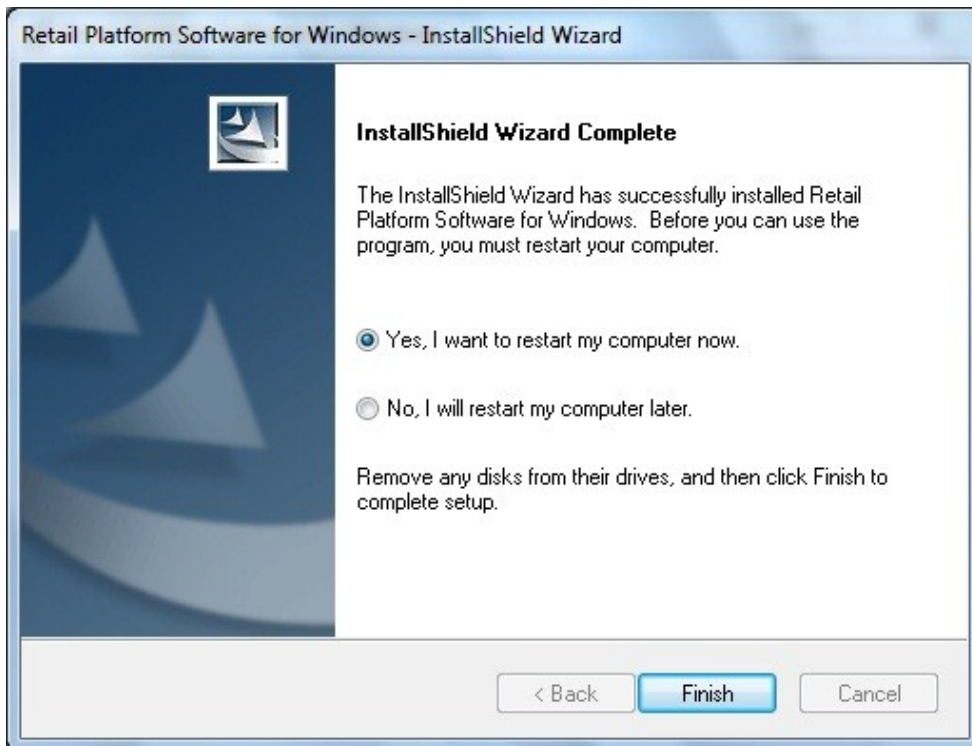 Retail Platform Software for Windows - InstallShield Wizard
InstallShield Wizard Complete
The InstallShield Wizard has successfully installed Retail
Platform Software for Windows.  Before you can use the
program, you must restart your computer.
Yes, I want to restart my computer now.
No, I will restart my computer later.
Remove any disks from their drives, and then click Finish to
complete setup.
< Back
Finish
Cancel